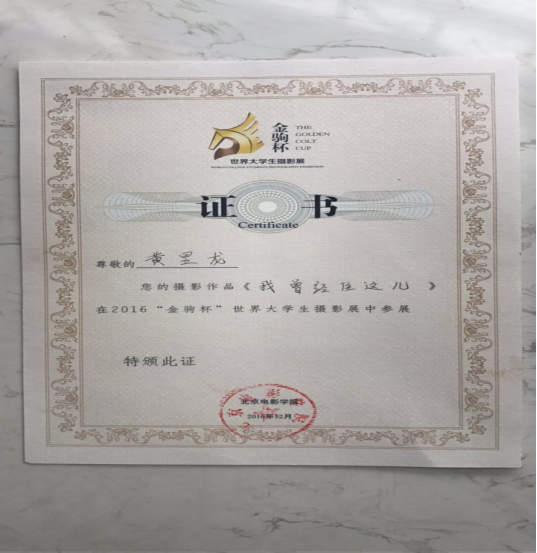 金驹杯
THE
GOLDEN
COLT
CUP
世界大学生摄影展
证书
Certificate
尊敬的 黄昱龙
您的摄影作品《我曾经住这儿》
在2016“金驹杯”世界大学生摄影展中参展
特颁此证
北京电影学院
2016年12月